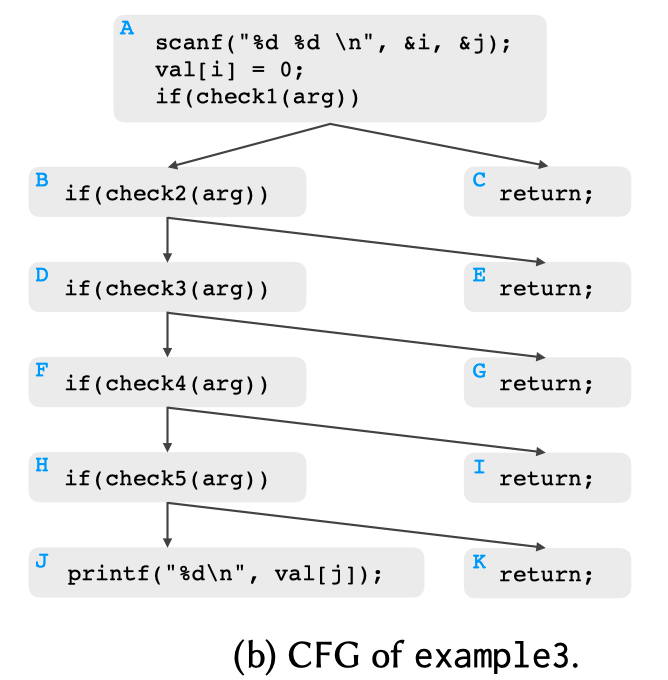 A
scanf("%d %d \n", &i, &j);
val[i] = 0;
if(check1(arg))
B
if(check2(arg))
C
return;
D
if(check3(arg))
E
return;
F
if(check4(arg))
G
return;
H
if(check5(arg))
I
return;
J
printf("%d\n", val[j]);
K
return;
(b) CFG of example3.